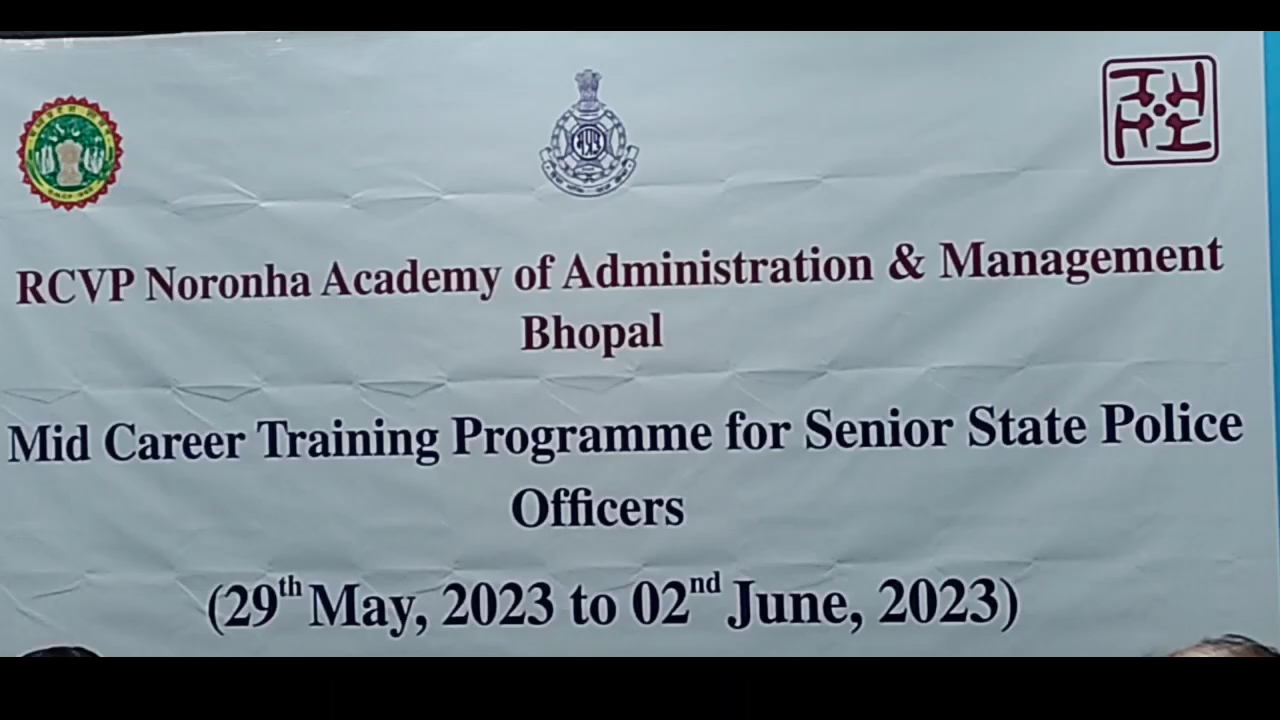 RCVP Noronha Academy of Administration & Management
Bhopal
Mid Career Training Programme for Senior State Police
Officers
(29th May, 2023 to 02nd June, 2023)